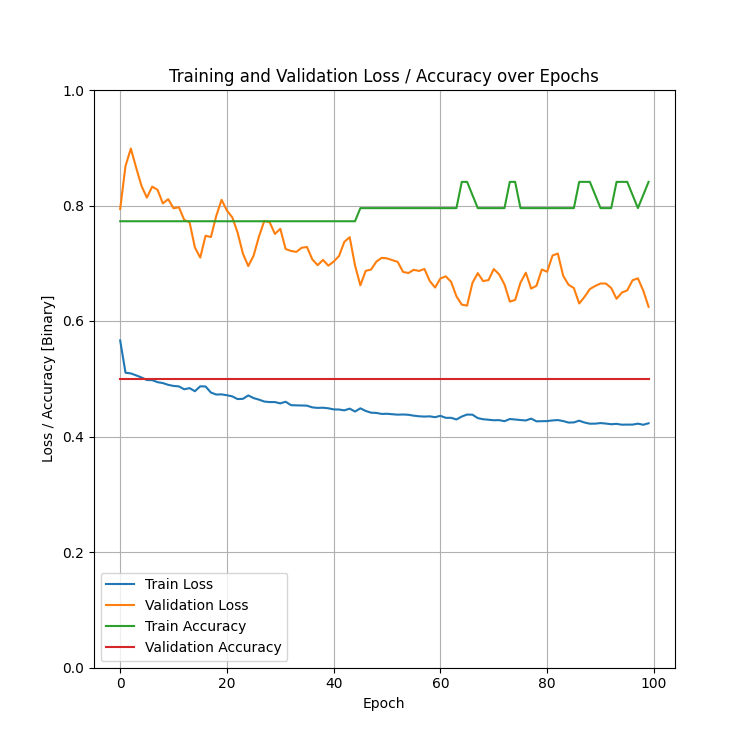 Training and Validation Loss / Accuracy over Epochs
1.0
0.8
0.6
0.4
0.2
0.0
Loss / Accuracy [Binary]
Train Loss
Validation Loss
Train Accuracy
Validation Accuracy
0 20 40 60 80 100
Epoch